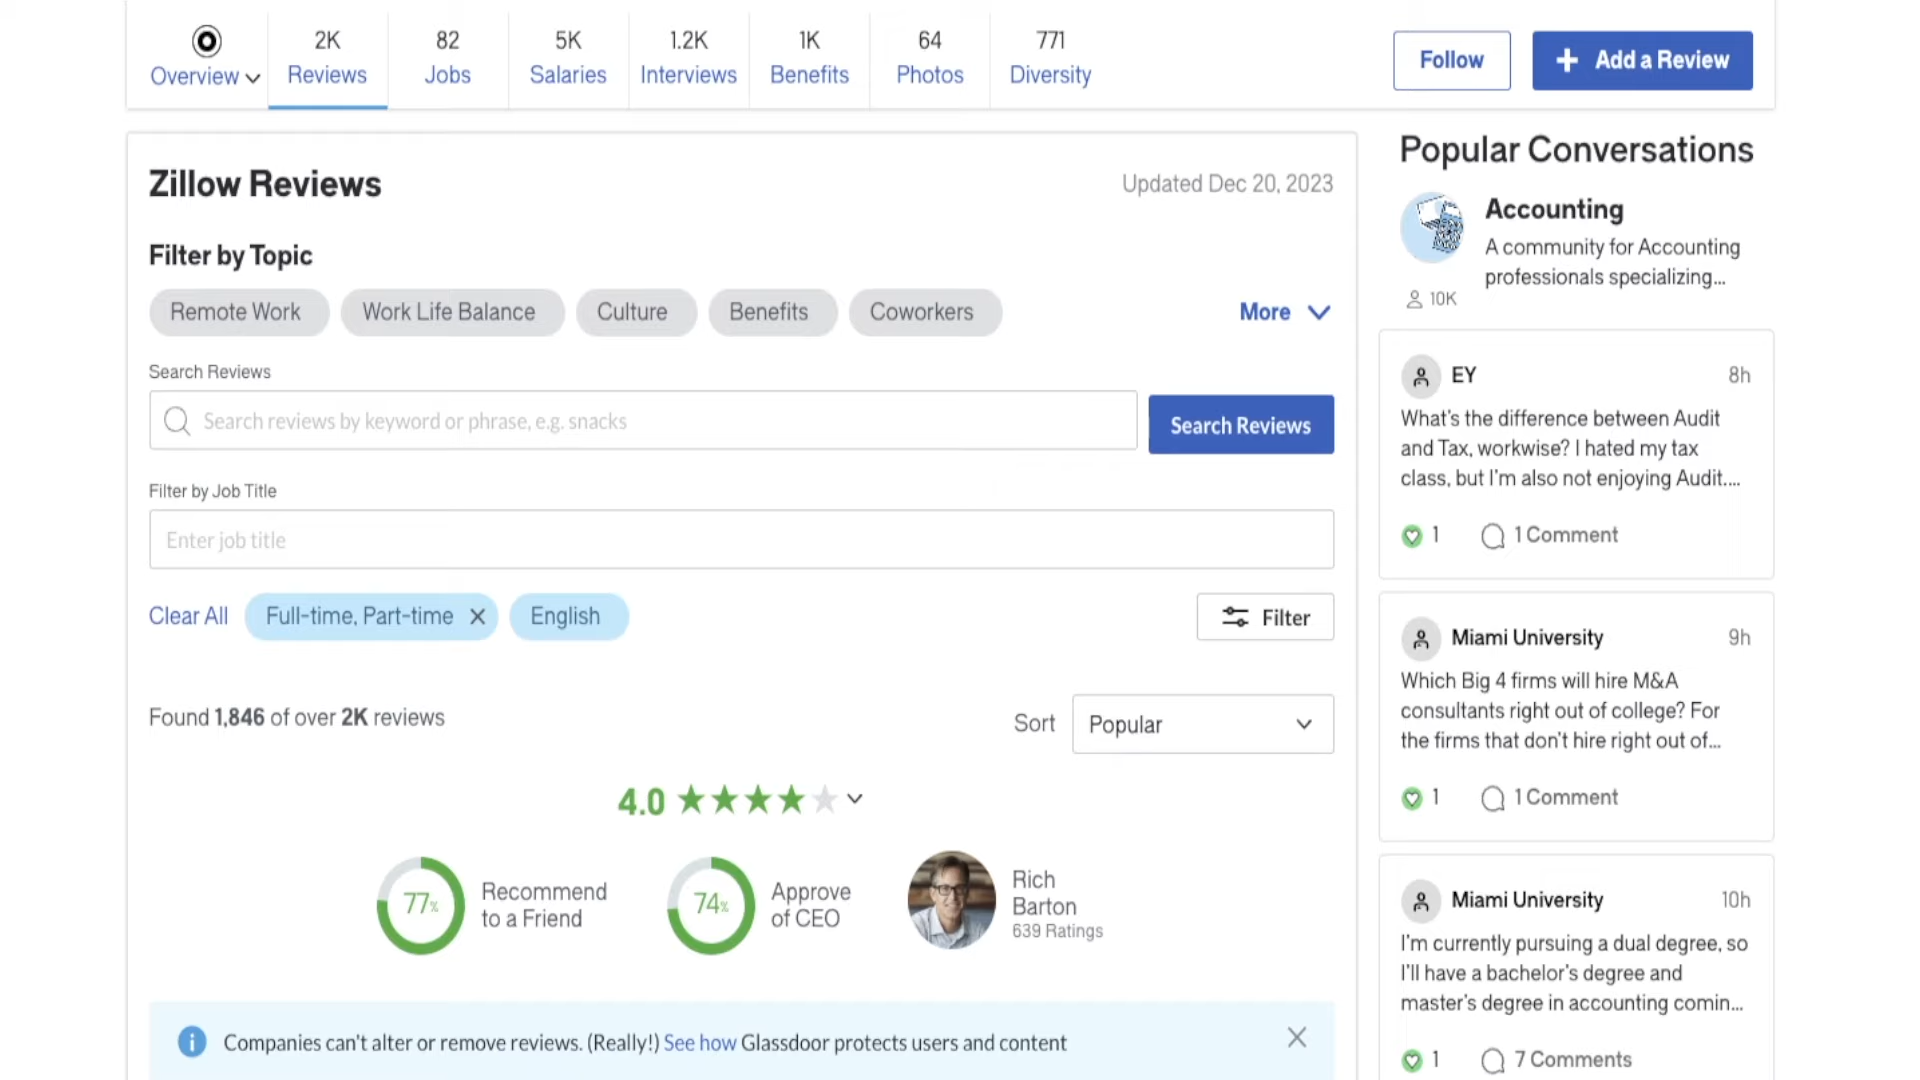 2K
82
5K
1.2K
1K
64
771
Overview
Reviews
Jobs
Salaries
Interviews
Benefits
Photos
Diversity
Follow
+ Add a Review
Zillow Reviews
Updated Dec 20, 2023
Filter by Topic
Remote Work
Work Life Balance
Culture
Benefits
Coworkers
More
Search Reviews
Search reviews by keyword or phrase, e.g. snacks
Search Reviews
Filter by Job Title
Enter job title
Clear All
Full-time, Part-time
English
Filter
Found 1,846 of over 2K reviews
Sort
Popular
4.0
77%
Recommend
to a Friend
74%
Approve
of CEO
Rich
Barton
639 Ratings
Companies can't alter or remove reviews. (Really!) See how Glassdoor protects users and content
Popular Conversations
Accounting
A community for Accounting
professionals specializing...
10K
EY
8h
What's the difference between Audit
and Tax, workwise? I hated my tax
class, but I'm also not enjoying Audit....
1
1 Comment
Miami University
9h
Which Big 4 firms will hire M&A
consultants right out of college? For
the firms that don't hire right out of...
1
1 Comment
Miami University
10h
I'm currently pursuing a dual degree, so
I'll have a bachelor's degree and
master's degree in accounting comin...
1
7 Comments